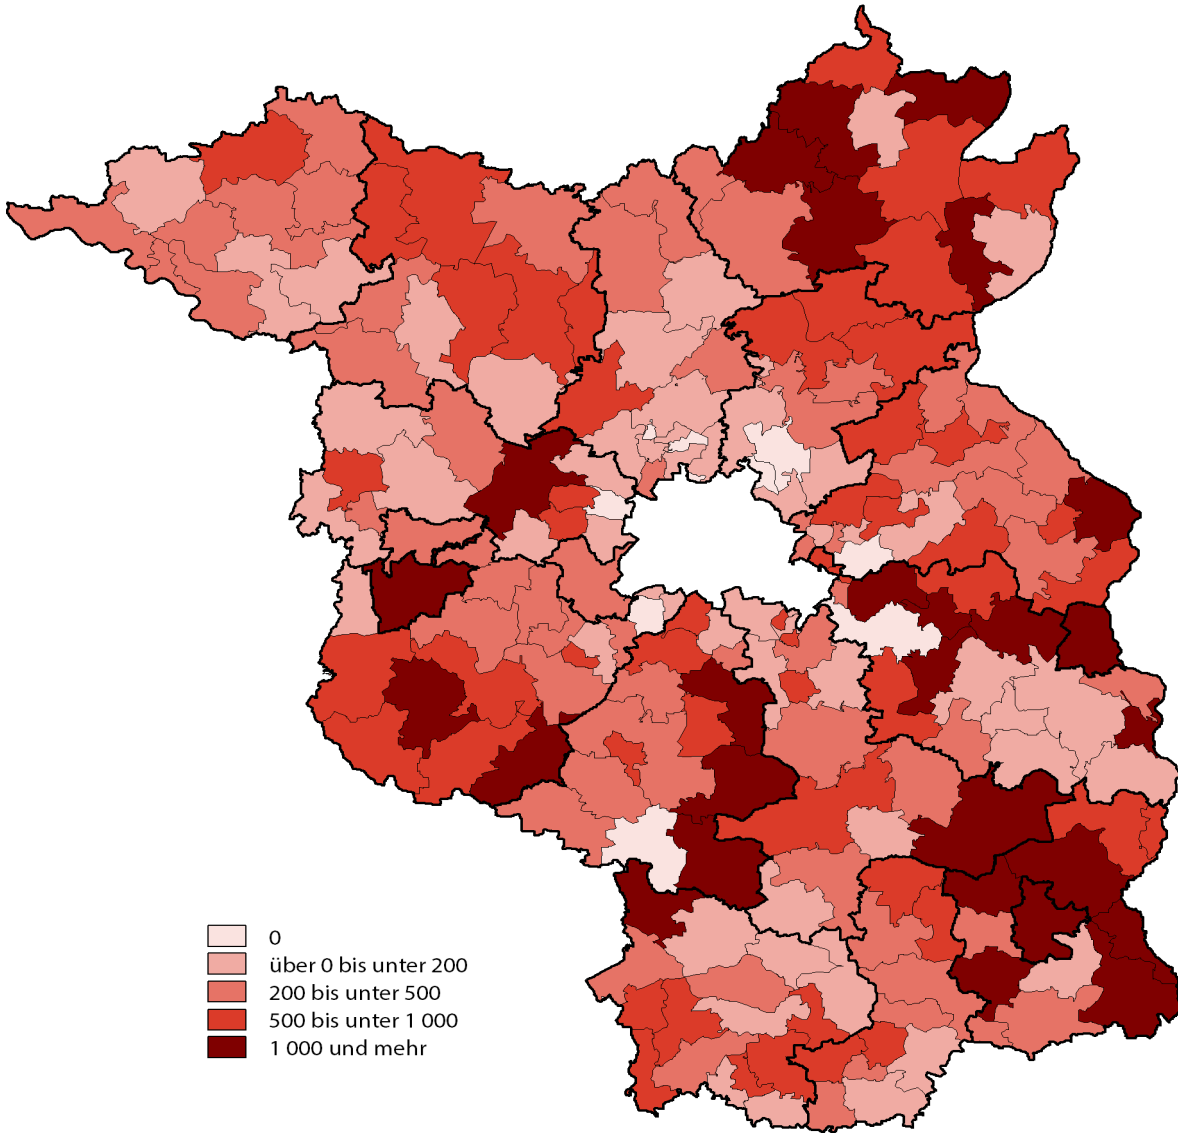 0
über 0 bis unter 200
200 bis unter 500
500 bis unter 1 000
1 000 und mehr